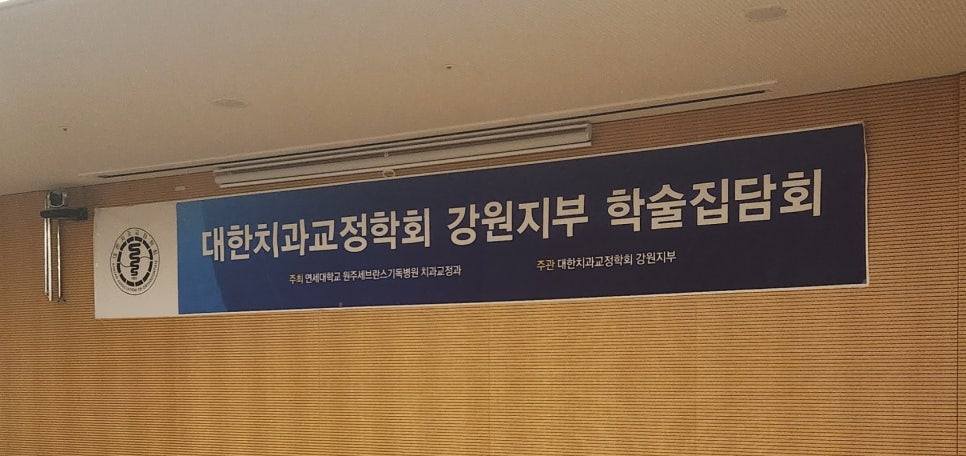 대한치과교정학회 강원지부 학술집담회
주최 연세대학교 원주세브란스기독병원 치과교정과
주관 대한치과교정학회 강원지부